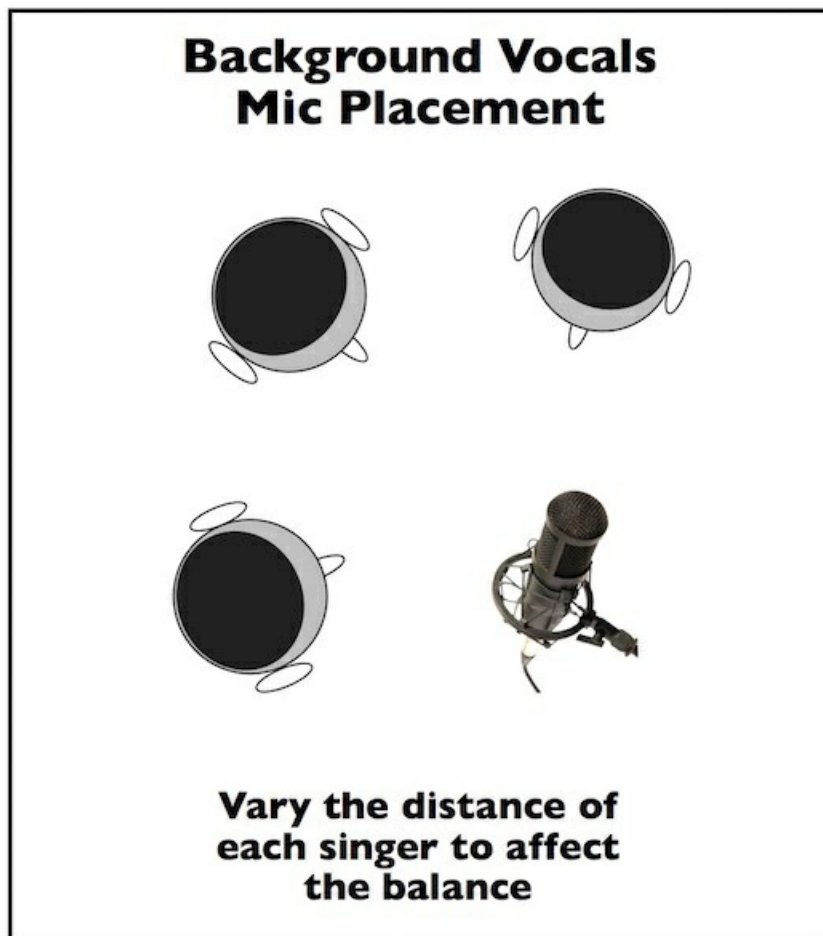 Background Vocals
Mic Placement
Vary the distance of
each singer to affect
the balance